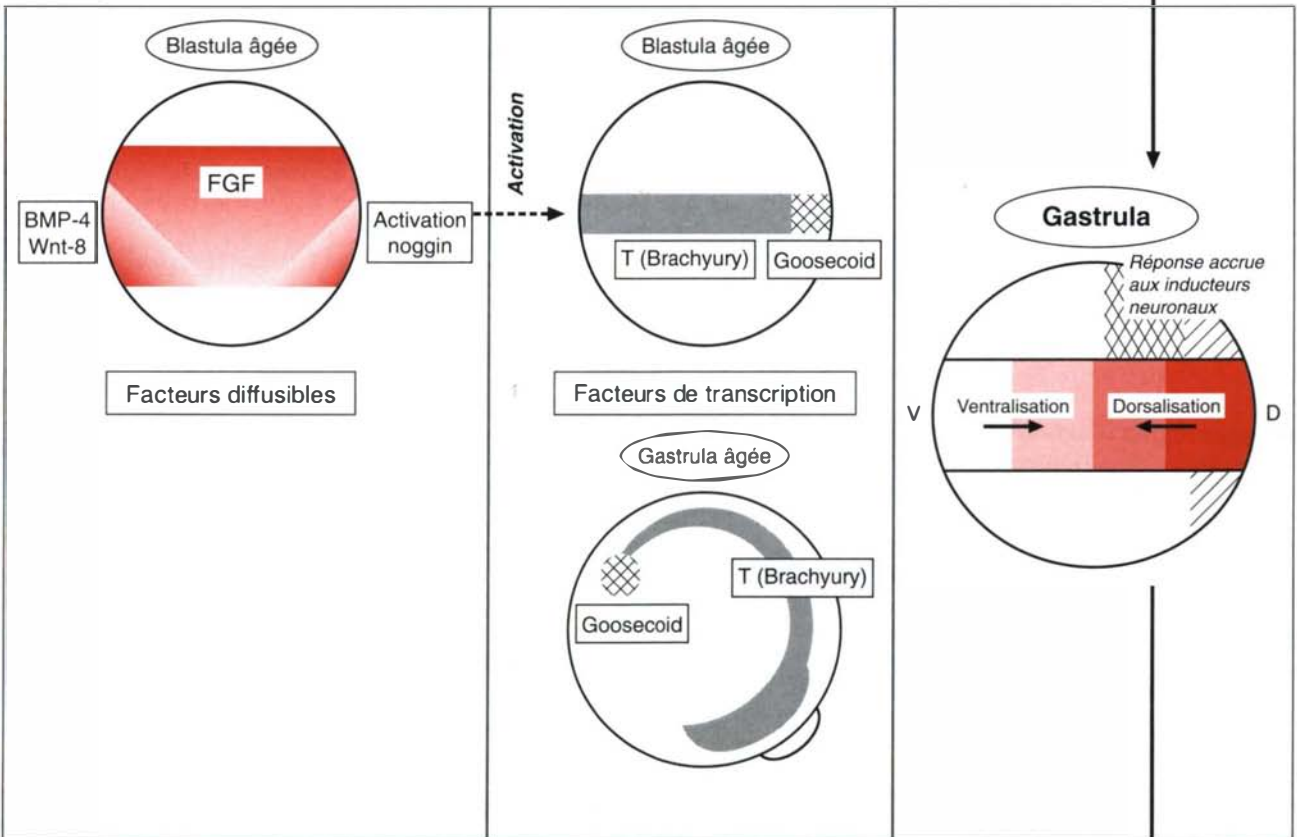 Blastula âgée
FGF
BMP-4
Wnt-8
Activation
noggin
Facteurs diffusibles
Activation
Blastula âgée
T (Brachyury)
Goosecoid
Facteurs de transcription
Gastrula âgée
T (Brachyury)
Goosecoid
Gastrula
Réponse accrue
aux inducteurs
neuronaux
V
Ventralisation
Dorsalisation
D